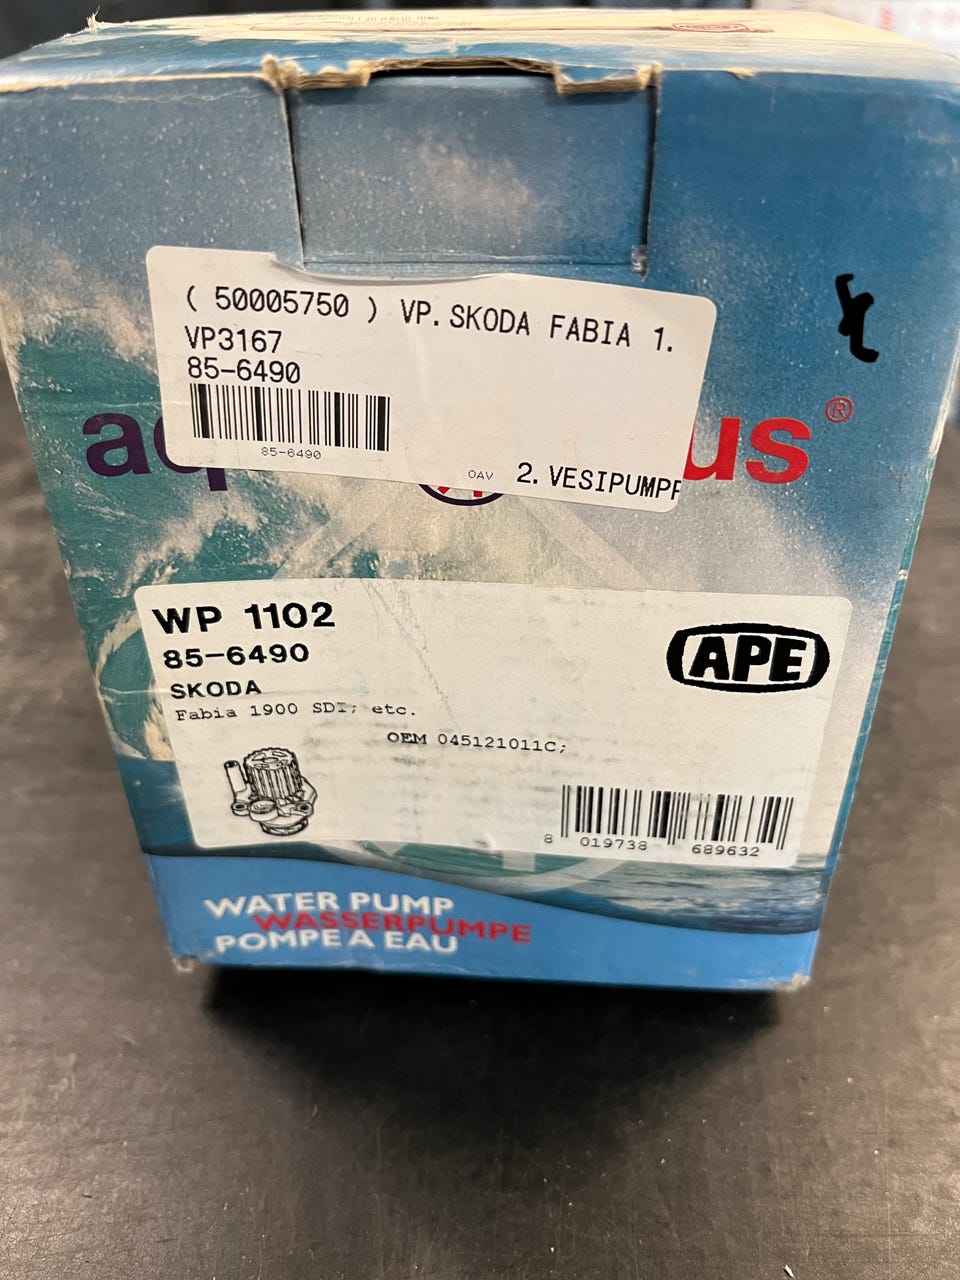 ( 50005750 ) VP. SKODA FABIA 1.
VP3167
85-6490
85-6490
OAV 2. VESIPUMPP
us®
WP 1102
85-6490
SKODA
Fabia 1900 SDI; etc.
OEM 045121011C;
APE
8 019738 689632
WATER PUMP
WASSERPUMPE
POMPE A EAU